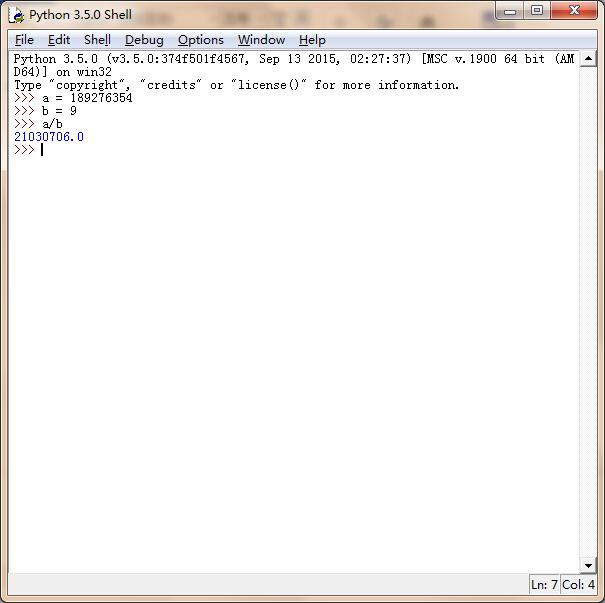 Python 3.5.0 Shell
File Edit Shell Debug Options Window Help
Python 3.5.0 (v3.5.0:374f501f4567, Sep 13 2015, 02:27:37) [MSC v.1900 64 bit (AM
D64)] on win32
Type "copyright", "credits" or "license()" for more information.
>>> a = 189276354
>>> b = 9
>>> a/b
21030706.0
>>>
Ln: 7 Col: 4